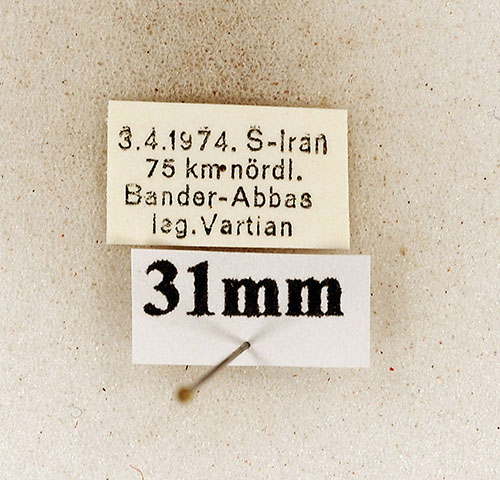 3.4.1974. S-Iran
75 km nördl.
Bander-Abbas
leg. Vartian
31mm